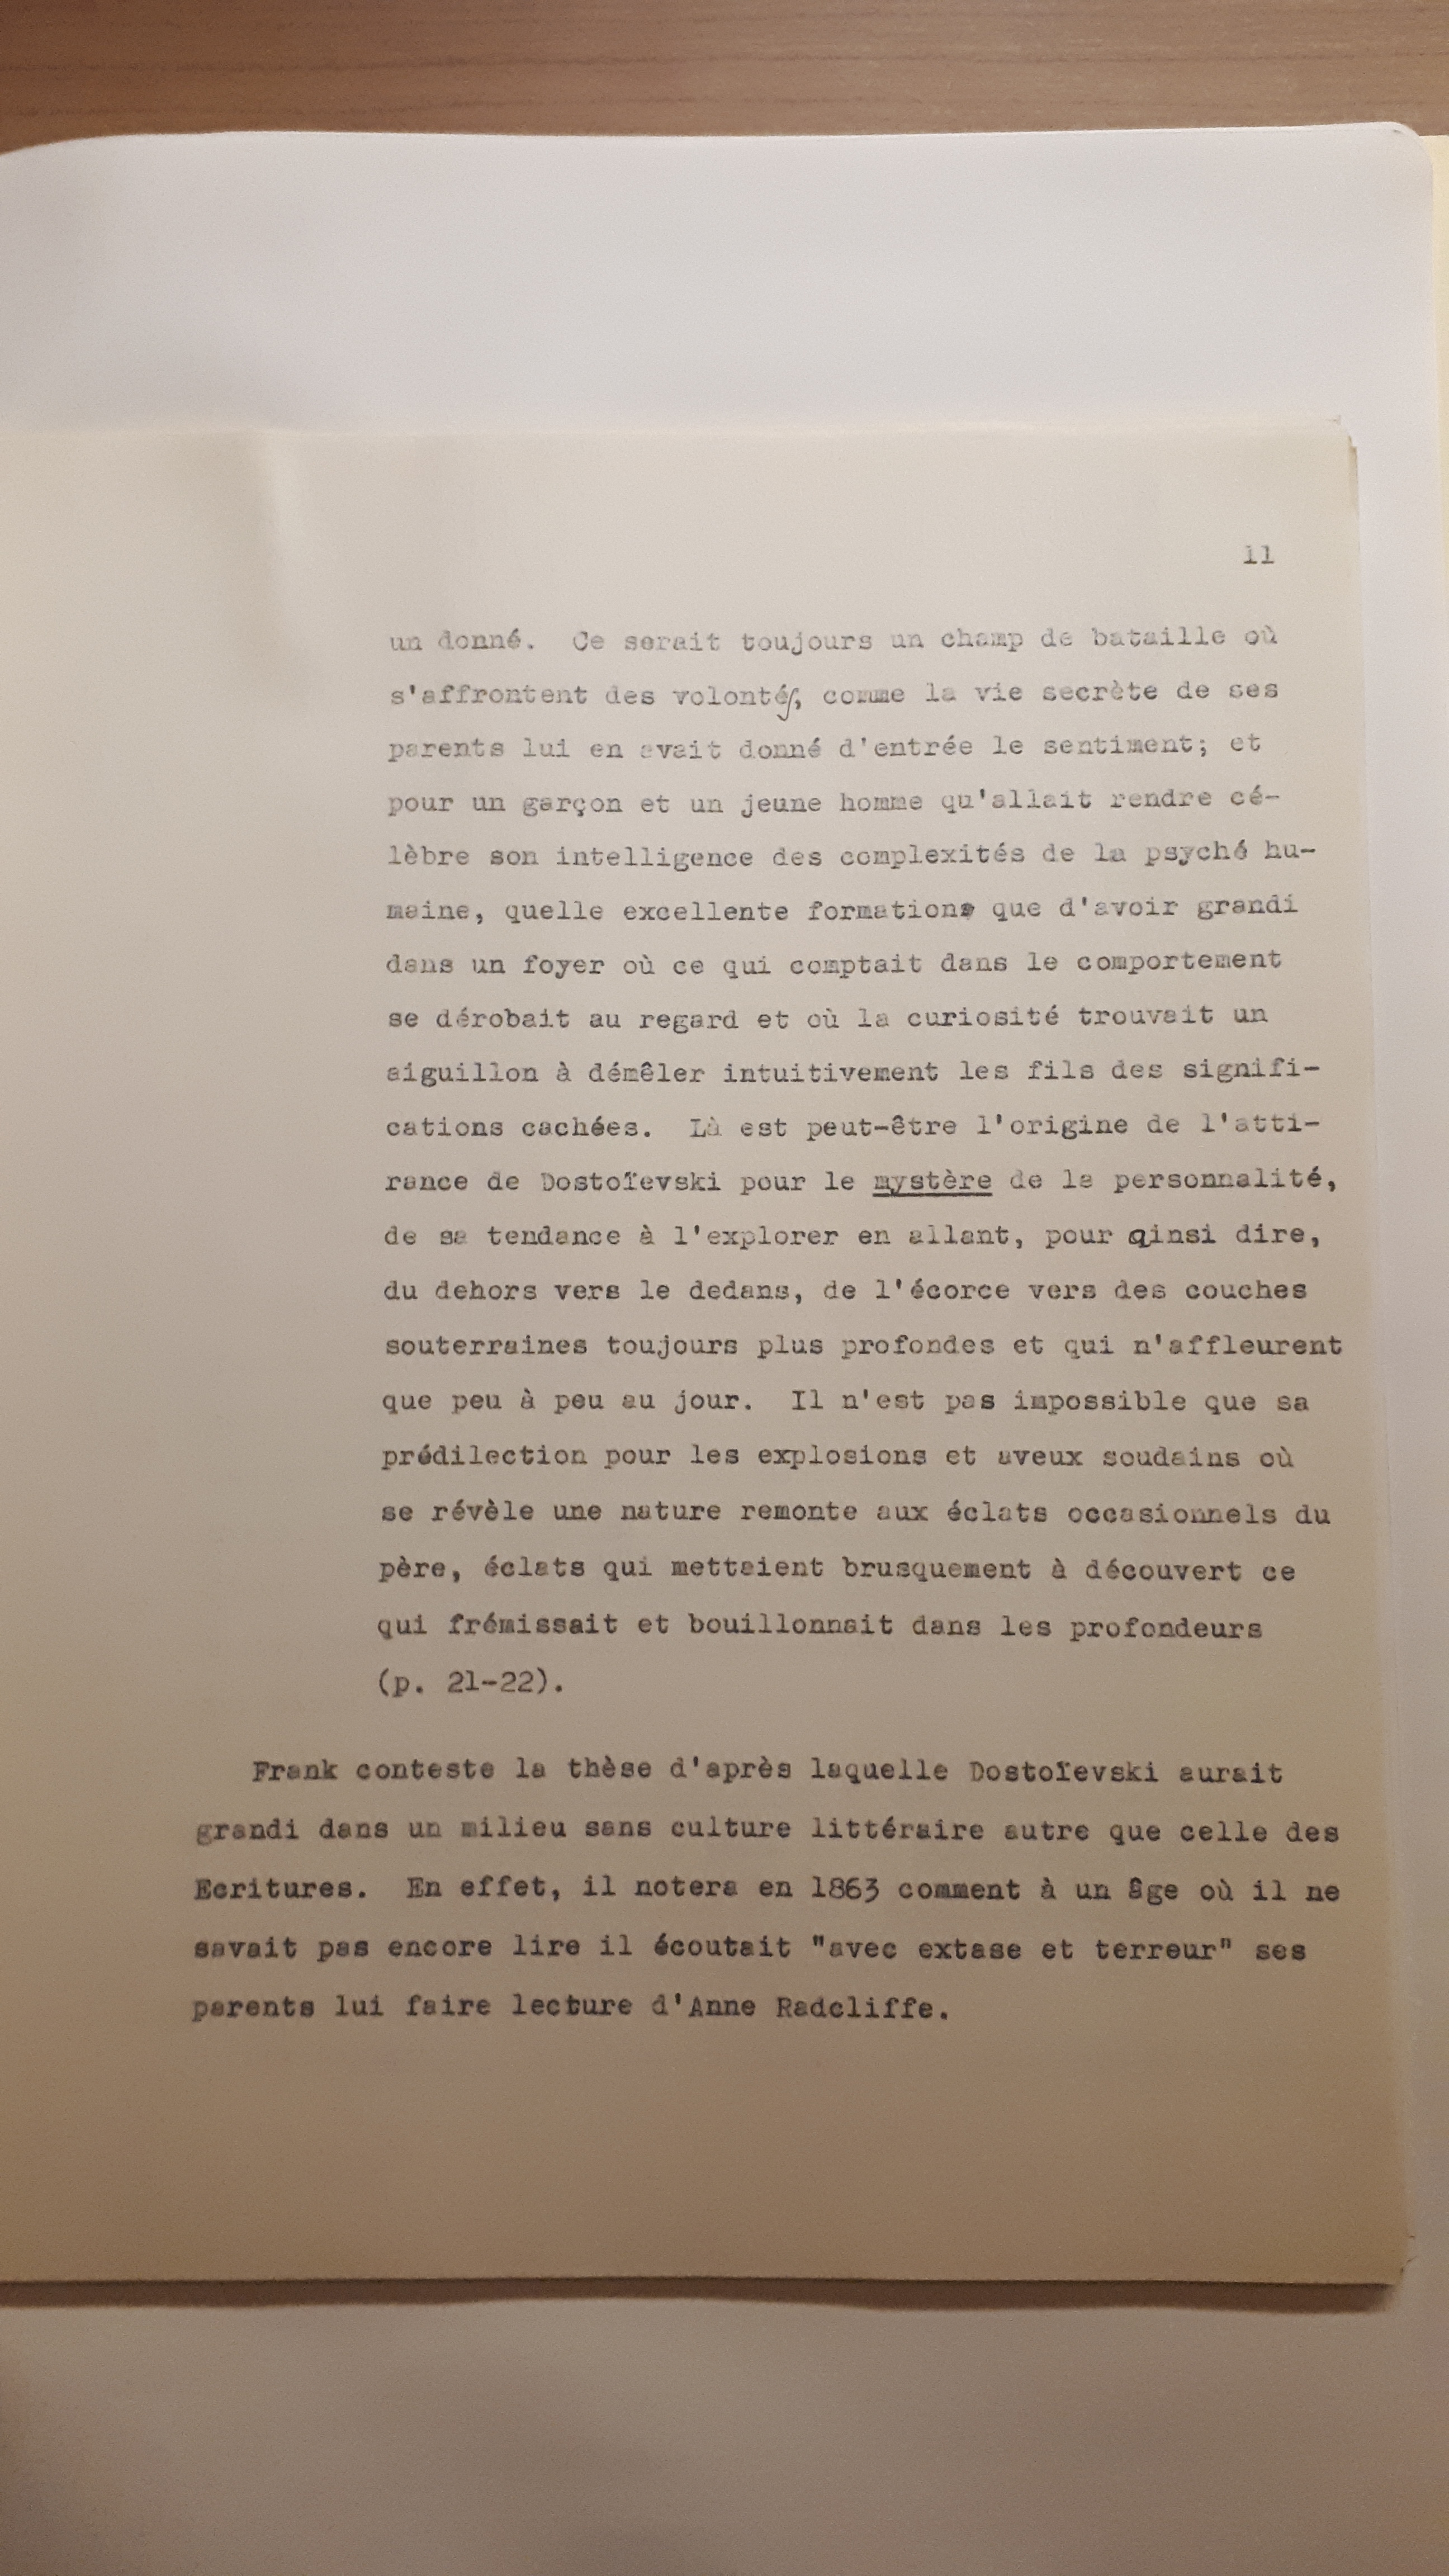 11
un donné. Ce serait toujours un champ de bataille où
s'affrontent des volontés, comme la vie secrète de ses
parents lui en avait donné d'entrée le sentiment; et
pour un garçon et un jeune homme qu'allait rendre cé-
lèbre son intelligence des complexités de la psyché hu-
maine, quelle excellente formation que d'avoir grandi
dans un foyer où ce qui comptait dans le comportement
se dérobait au regard et où la curiosité trouvait un
aiguillon à démêler intuitivement les fils des signifi-
cations cachées. Là est peut-être l'origine de l'atti-
rance de Dostoïevski pour le mystère de la personnalité,
de sa tendance à l'explorer en allant, pour ainsi dire,
du dehors vers le dedans, de l'écorce vers des couches
souterraines toujours plus profondes et qui n'affleurent
que peu à peu au jour. Il n'est pas impossible que sa
prédilection pour les explosions et aveux soudains où
se révèle une nature remonte aux éclats occasionnels du
père, éclats qui mettaient brusquement à découvert ce
qui frémissait et bouillonnait dans les profondeurs
(p. 21-22).
Frank conteste la thèse d'après laquelle Dostoïevski aurait
grandi dans un milieu sans culture littéraire autre que celle des
Ecritures. En effet, il notera en 1863 comment à un âge où il ne
savait pas encore lire il écoutait "avec extase et terreur" ses
parents lui faire lecture d'Anne Radcliffe.